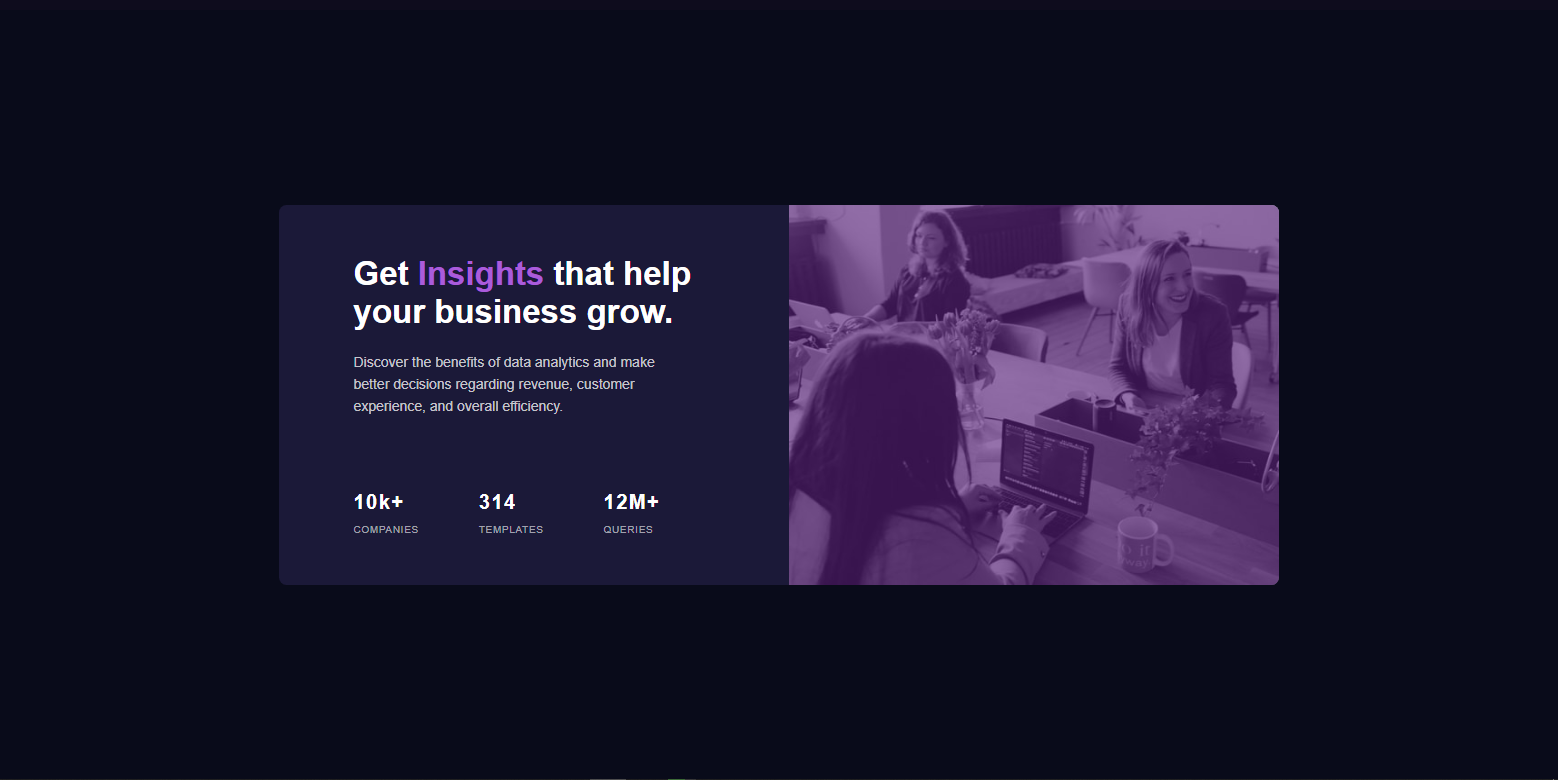 Get Insights that help
your business grow.
Discover the benefits of data analytics and make
better decisions regarding revenue, customer
experience, and overall efficiency.
10k+ 314 12M+
COMPANIES TEMPLATES QUERIES
it